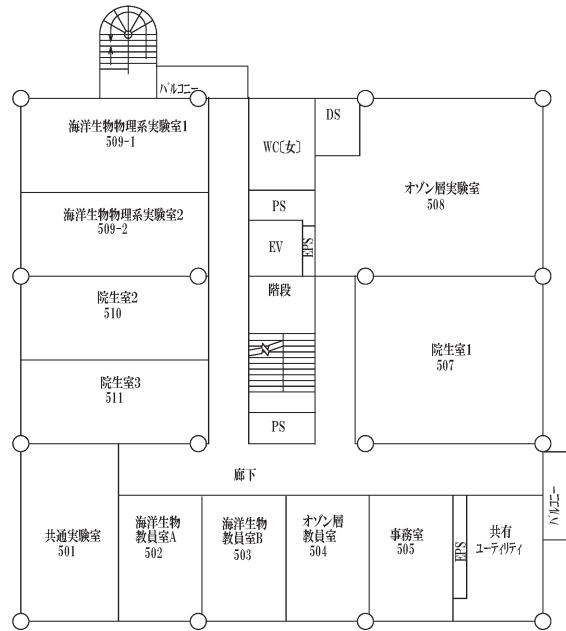 バルコニー
海洋生物物理系実験室1
509-1
WC〔女〕
DS
オゾン層実験室
508
海洋生物物理系実験室2
509-2
PS
EV
EPS
階段
院生室2
510
院生室1
507
院生室3
511
PS
廊下
バルコニー
共通実験室
501
海洋生物
教員室A
502
海洋生物
教員室B
503
オゾン層
教員室
504
事務室
505
EPS
共有
ユーティリティ